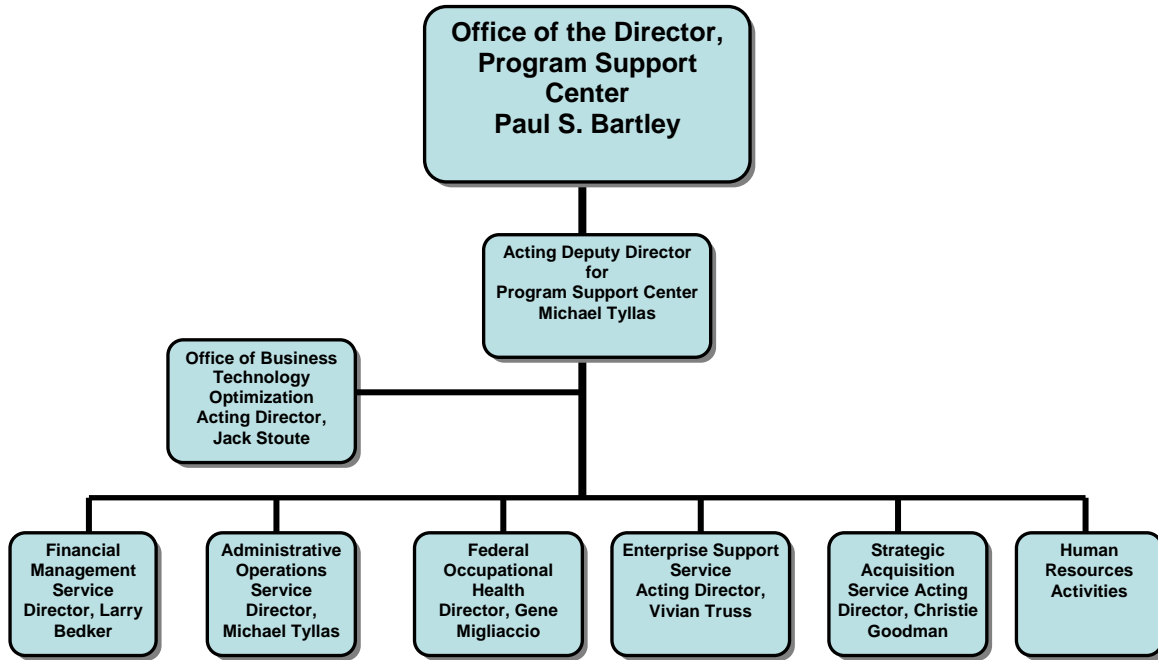 Office of the Director,
Program Support
Center
Paul S. Bartley
Acting Deputy Director
for
Program Support Center
Michael Tyllas
Office of Business
Technology
Optimization
Acting Director,
Jack Stoute
Financial
Management
Service
Director, Larry
Bedker
Administrative
Operations
Service
Director,
Michael Tyllas
Federal
Occupational
Health
Director, Gene
Migliaccio
Enterprise Support
Service
Acting Director,
Vivian Truss
Strategic
Acquisition
Service Acting
Director, Christie
Goodman
Human
Resources
Activities